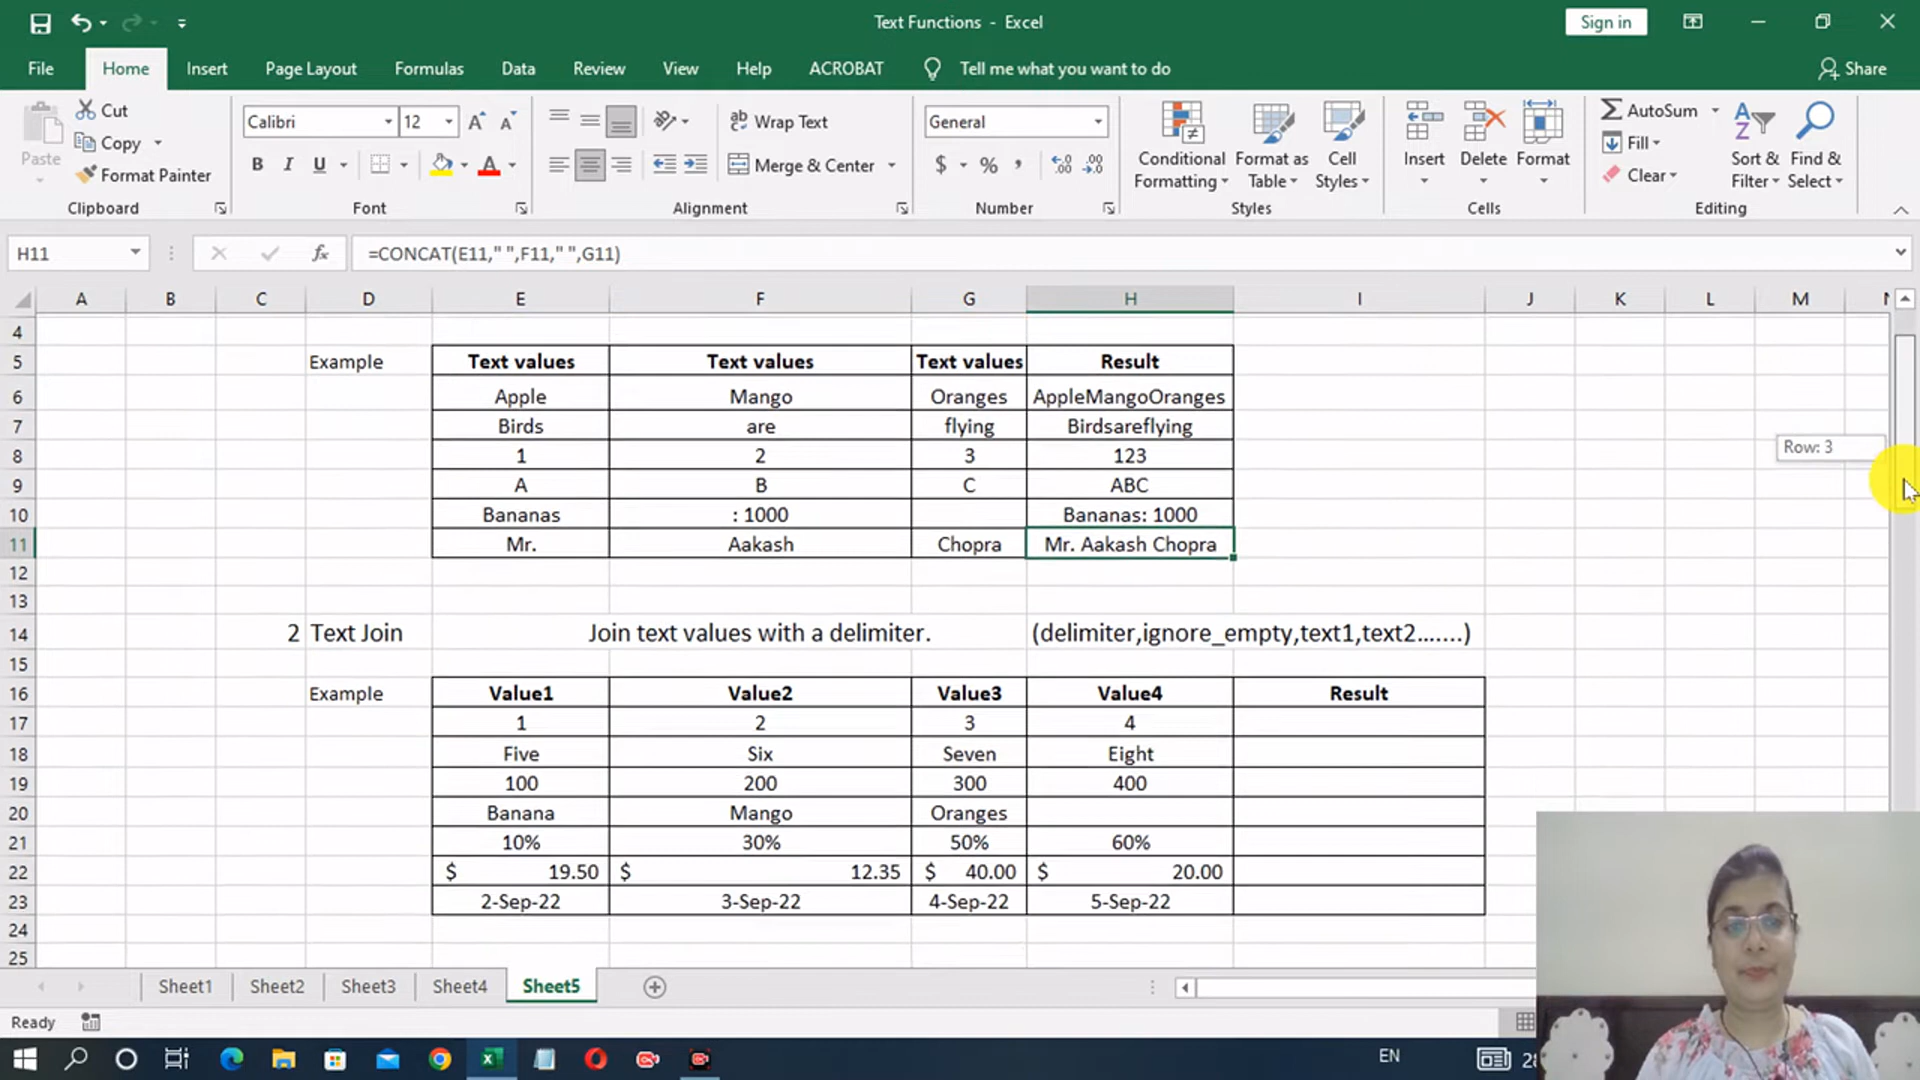 Text Functions - Excel
Sign in
File Home Insert Page Layout Formulas Data Review View Help ACROBAT Tell me what you want to do Share
Paste
Cut
Copy
Format Painter
Clipboard
Calibri 12
B I U A
Font
Wrap Text
Merge & Center
Alignment
General
$ % ,
Number
Conditional Formatting
Format as Table
Cell Styles
Styles
Insert Delete Format
Cells
AutoSum
Fill
Clear
Sort & Filter
Find & Select
Editing
H11 fx =CONCAT(E11," ",F11," ",G11)
A B C D E F G H I J K L M
4
5 Example Text values Text values Text values Result
6 Apple Mango Oranges AppleMangoOranges
7 Birds are flying Birdsareflying
Row: 3
8 1 2 3 123
9 A B C ABC
10 Bananas : 1000 Bananas: 1000
11 Mr. Aakash Chopra Mr. Aakash Chopra
12
13
14 2 Text Join Join text values with a delimiter. (delimiter,ignore_empty,text1,text2.......)
15
16 Example Value1 Value2 Value3 Value4 Result
17 1 2 3 4
18 Five Six Seven Eight
19 100 200 300 400
20 Banana Mango Oranges
21 10% 30% 50% 60%
22 $ 19.50 $ 12.35 $ 40.00 $ 20.00
23 2-Sep-22 3-Sep-22 4-Sep-22 5-Sep-22
24
25
Sheet1 Sheet2 Sheet3 Sheet4 Sheet5
Ready
EN